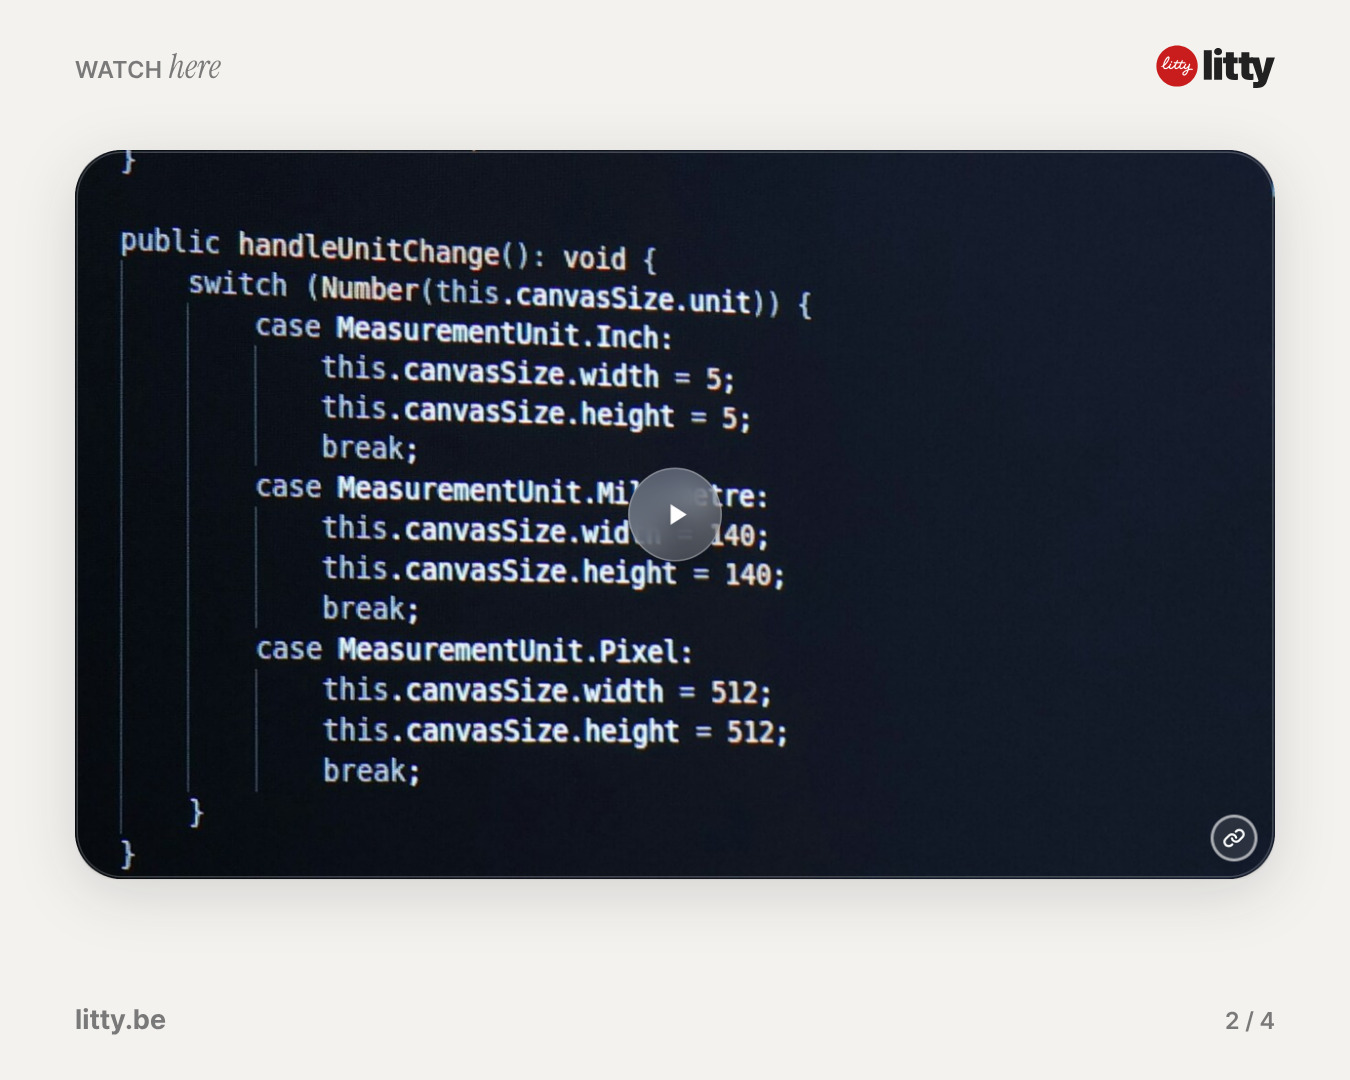 WATCH here
litty litty
}
public handleUnitChange(): void {
switch (Number(this.canvasSize.unit)) {
case MeasurementUnit.Inch:
this.canvasSize.width = 5;
this.canvasSize.height = 5;
break;
case
this.canvasSize.height = 140;
break;
case MeasurementUnit.Pixel:
this.canvasSize.width = 512;
this.canvasSize.height = 512;
break;
}
}
litty.be
2 / 4